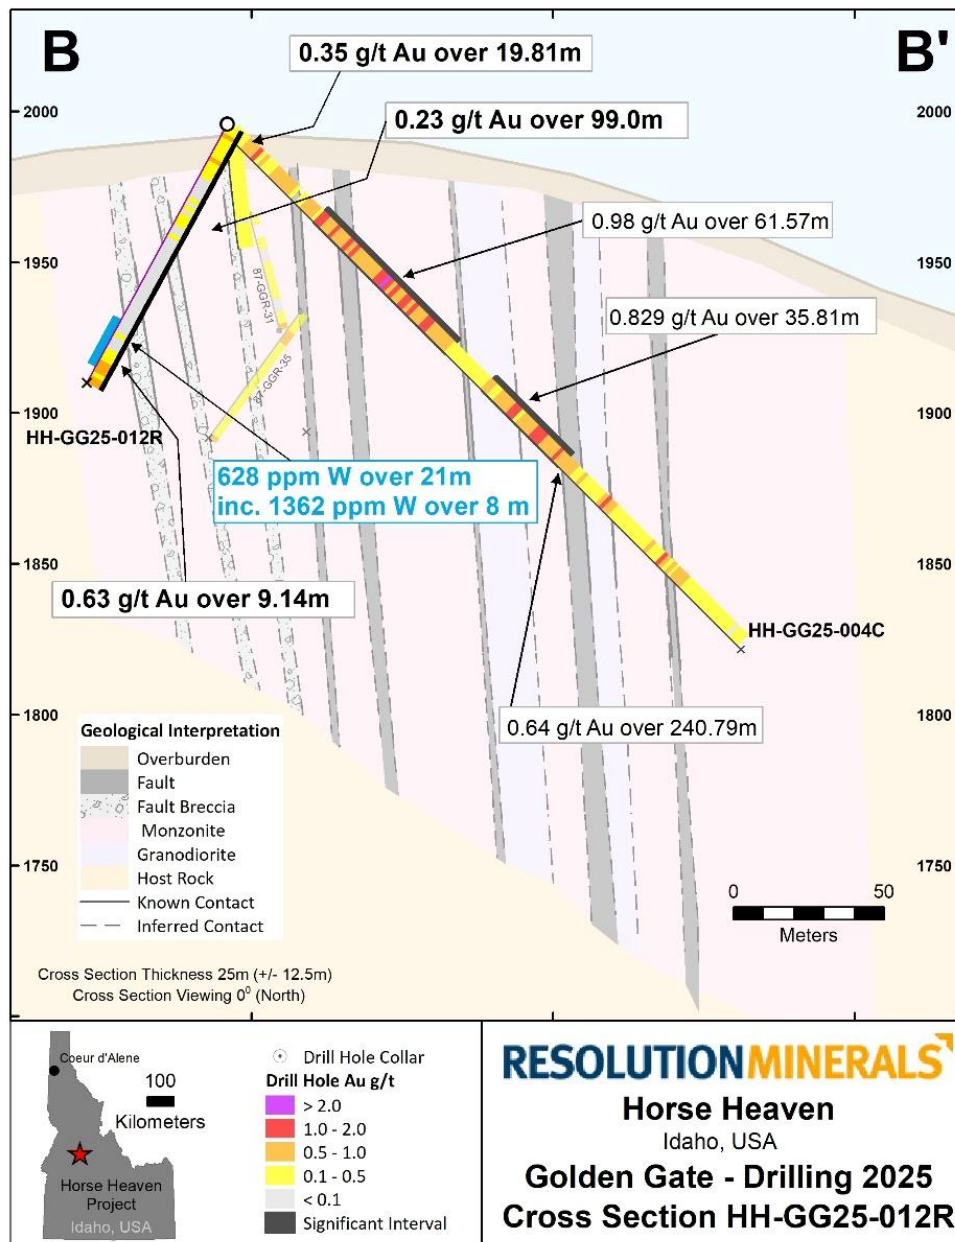 B
B'
0.35 g/t Au over 19.81m
2000
2000
0.23 g/t Au over 99.0m
0.98 g/t Au over 61.57m
1950
1950
87-GGR-31
0.829 g/t Au over 35.81m
87-GGR-35
1900
1900
HH-GG25-012R
628 ppm W over 21m
inc. 1362 ppm W over 8 m
1850
1850
0.63 g/t Au over 9.14m
HH-GG25-004C
1800
1800
0.64 g/t Au over 240.79m
Geological Interpretation
Overburden
Fault
Fault Breccia
Monzonite
Granodiorite
Host Rock
Known Contact
Inferred Contact
1750
1750
0 50
Meters
Cross Section Thickness 25m (+/- 12.5m)
Cross Section Viewing 0⁰ (North)
Coeur d'Alene
100
Kilometers
Horse Heaven
Project
Idaho, USA
Drill Hole Collar
Drill Hole Au g/t
> 2.0
1.0 - 2.0
0.5 - 1.0
0.1 - 0.5
< 0.1
Significant Interval
RESOLUTIONMINERALS
Horse Heaven
Idaho, USA
Golden Gate - Drilling 2025
Cross Section HH-GG25-012R